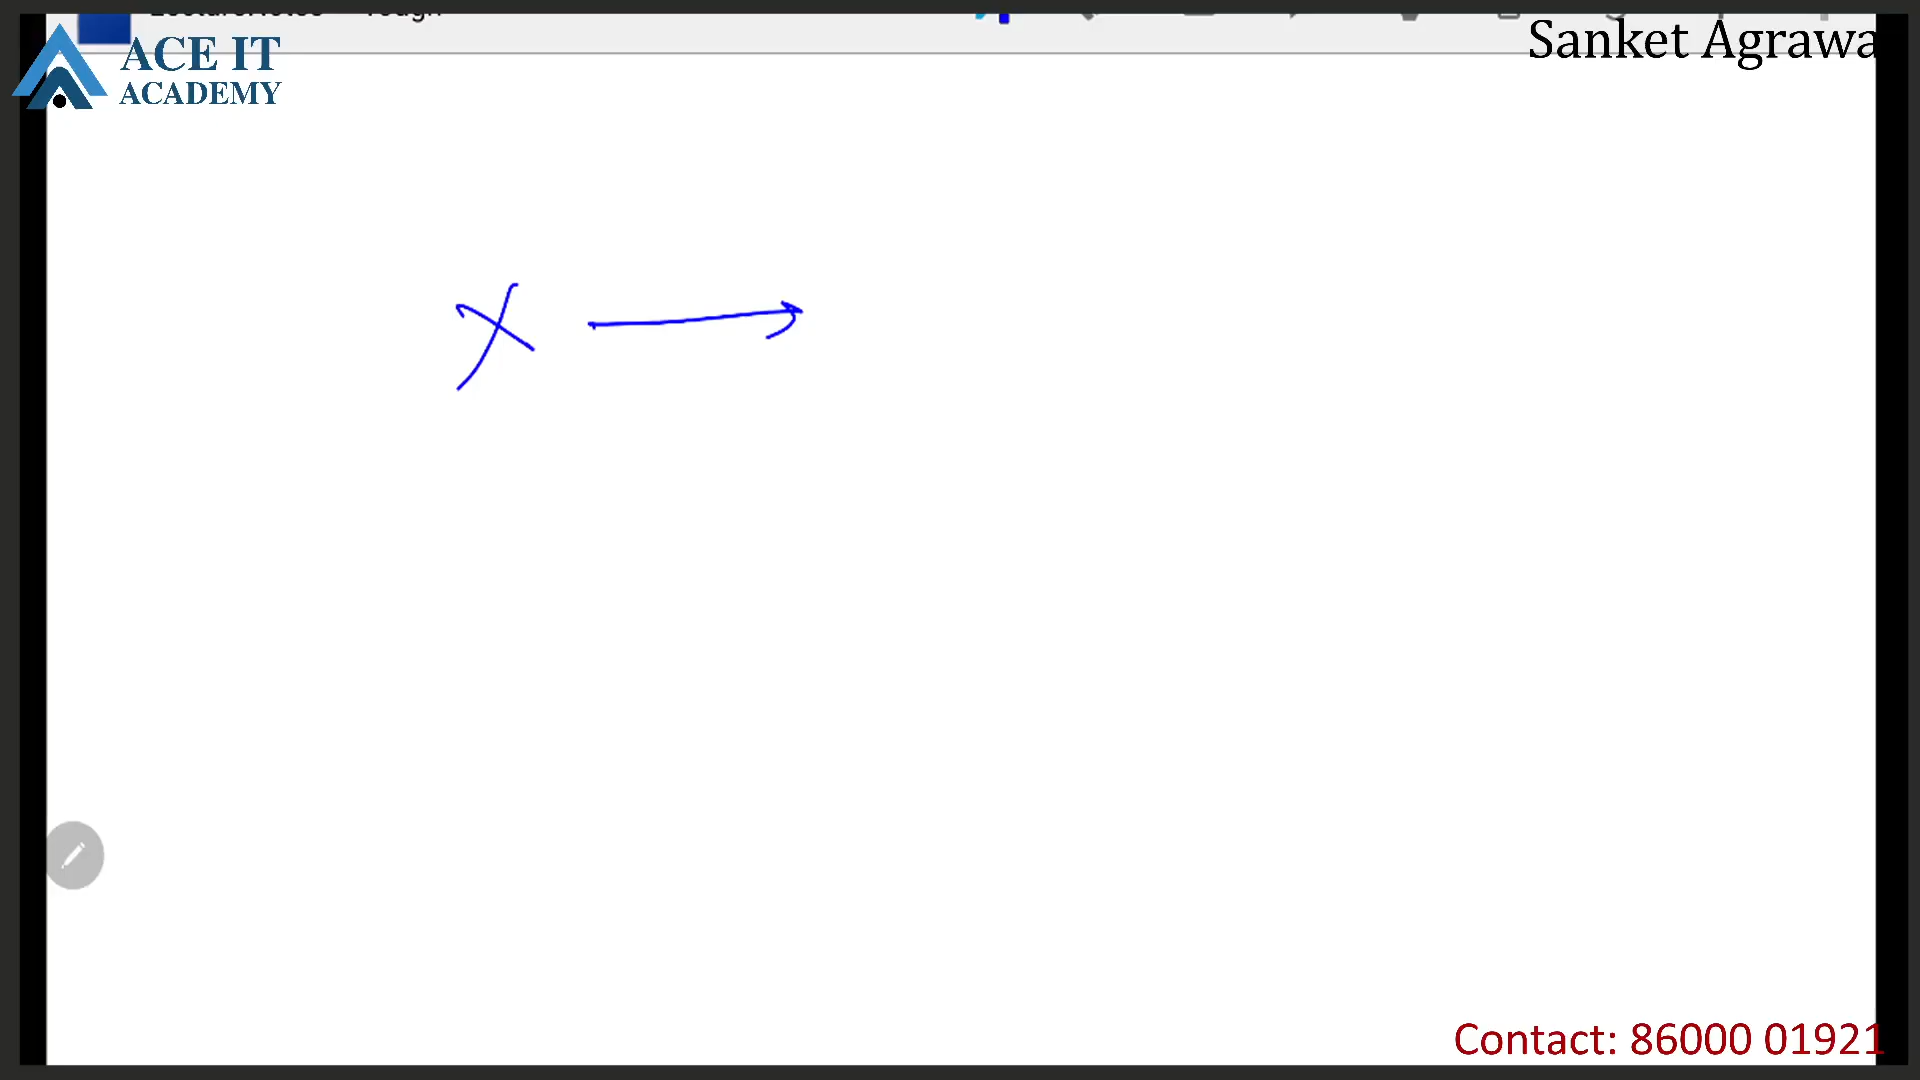 Sanket Agrawa
ACE IT
ACADEMY
X →
Contact: 86000 01921